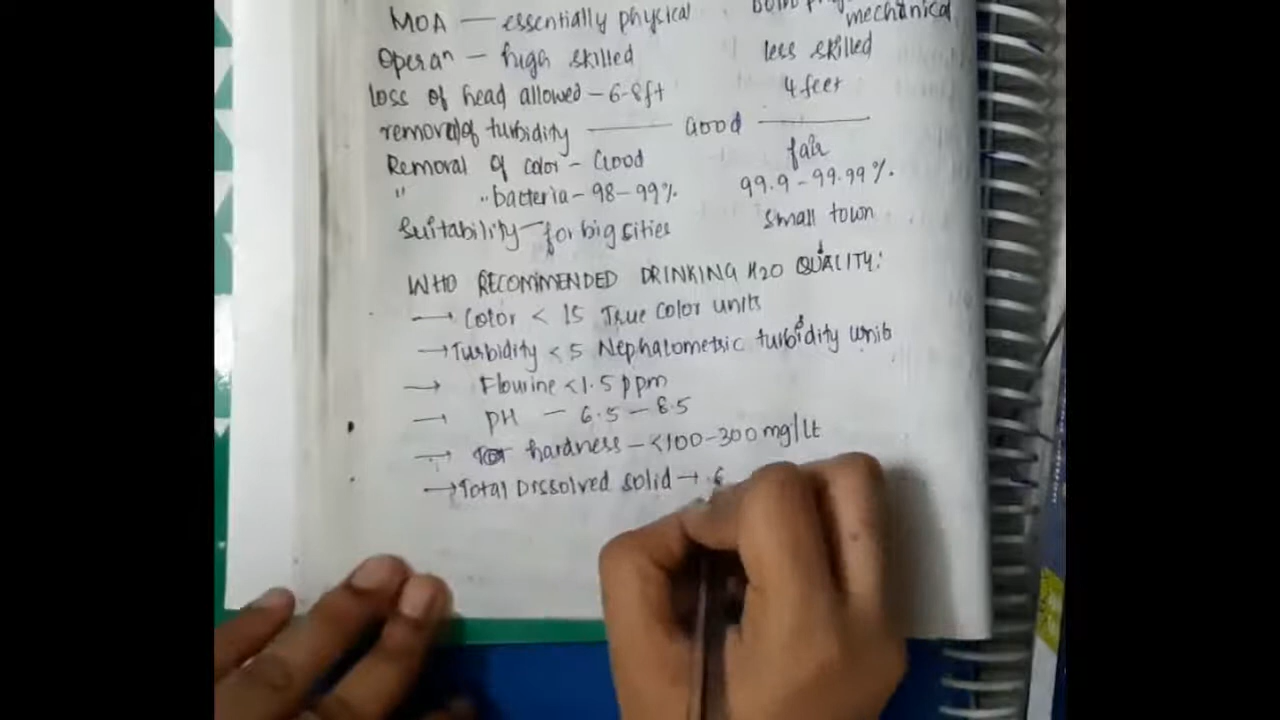 MOA — essentially physical mechanical
Operan — high skilled less skilled
loss of head allowed - 6-8ft 4 feet
removal of turbidity ——— Good ———
Removal of color - Good fair
" " bacteria - 98-99% 99.9 - 99.99%.
Suitability - for big cities small town
WHO RECOMMENDED DRINKING H2O QUALITY:
→ Color < 15 True Color units
→ Turbidity < 5 Nephalometric turbidity units
→ Flourine < 1.5 ppm
→ pH - 6.5 - 8.5
→ hardness - <100-300 mg/Lt
→ Total Dissolved solid → 6